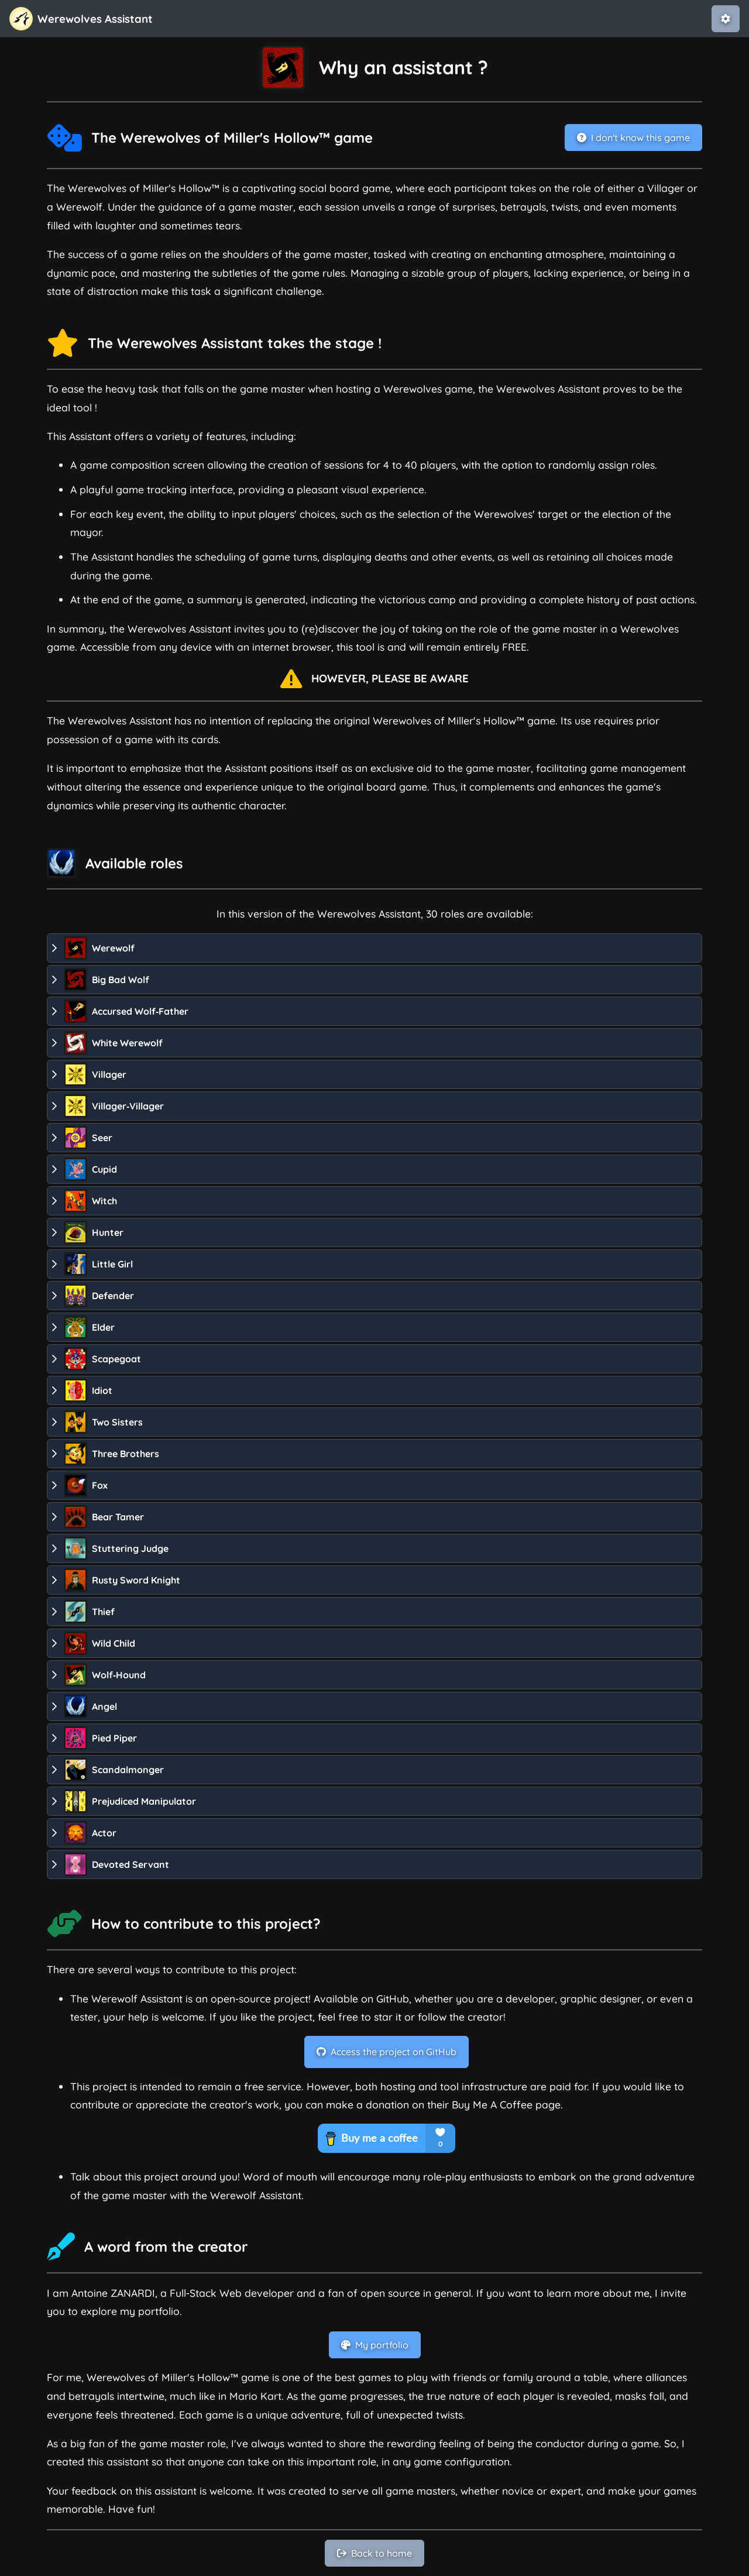 Werewolves Assistant
Why an assistant ?
The Werewolves of Miller's Hollow™ game
I don't know this game
The Werewolves of Miller's Hollow™ is a captivating social board game, where each participant takes on the role of either a Villager or
a Werewolf. Under the guidance of a game master, each session unveils a range of surprises, betrayals, twists, and even moments
filled with laughter and sometimes tears.
The success of a game relies on the shoulders of the game master, tasked with creating an enchanting atmosphere, maintaining a
dynamic pace, and mastering the subtleties of the game rules. Managing a sizable group of players, lacking experience, or being in a
state of distraction make this task a significant challenge.
The Werewolves Assistant takes the stage !
To ease the heavy task that falls on the game master when hosting a Werewolves game, the Werewolves Assistant proves to be the
ideal tool !
This Assistant offers a variety of features, including:
• A game composition screen allowing the creation of sessions for 4 to 40 players, with the option to randomly assign roles.
• A playful game tracking interface, providing a pleasant visual experience.
• For each key event, the ability to input players' choices, such as the selection of the Werewolves' target or the election of the
mayor.
• The Assistant handles the scheduling of game turns, displaying deaths and other events, as well as retaining all choices made
during the game.
• At the end of the game, a summary is generated, indicating the victorious camp and providing a complete history of past actions.
In summary, the Werewolves Assistant invites you to (re)discover the joy of taking on the role of the game master in a Werewolves
game. Accessible from any device with an internet browser, this tool is and will remain entirely FREE.
HOWEVER, PLEASE BE AWARE
The Werewolves Assistant has no intention of replacing the original Werewolves of Miller's Hollow™ game. Its use requires prior
possession of a game with its cards.
It is important to emphasize that the Assistant positions itself as an exclusive aid to the game master, facilitating game management
without altering the essence and experience unique to the original board game. Thus, it complements and enhances the game's
dynamics while preserving its authentic character.
Available roles
In this version of the Werewolves Assistant, 30 roles are available:
Werewolf
Big Bad Wolf
Accursed Wolf-Father
White Werewolf
Villager
Villager-Villager
Seer
Cupid
Witch
Hunter
Little Girl
Defender
Elder
Scapegoat
Idiot
Two Sisters
Three Brothers
Fox
Bear Tamer
Stuttering Judge
Rusty Sword Knight
Thief
Wild Child
Wolf-Hound
Angel
Pied Piper
Scandalmonger
Prejudiced Manipulator
Actor
Devoted Servant
How to contribute to this project?
There are several ways to contribute to this project:
• The Werewolf Assistant is an open-source project! Available on GitHub, whether you are a developer, graphic designer, or even a
tester, your help is welcome. If you like the project, feel free to star it or follow the creator!
Access the project on GitHub
• This project is intended to remain a free service. However, both hosting and tool infrastructure are paid for. If you would like to
contribute or appreciate the creator's work, you can make a donation on their Buy Me A Coffee page.
Buy me a coffee
0
• Talk about this project around you! Word of mouth will encourage many role-play enthusiasts to embark on the grand adventure
of the game master with the Werewolf Assistant.
A word from the creator
I am Antoine ZANARDI, a Full-Stack Web developer and a fan of open source in general. If you want to learn more about me, I invite
you to explore my portfolio.
My portfolio
For me, Werewolves of Miller's Hollow™ game is one of the best games to play with friends or family around a table, where alliances
and betrayals intertwine, much like in Mario Kart. As the game progresses, the true nature of each player is revealed, masks fall, and
everyone feels threatened. Each game is a unique adventure, full of unexpected twists.
As a big fan of the game master role, I've always wanted to share the rewarding feeling of being the conductor during a game. So, I
created this assistant so that anyone can take on this important role, in any game configuration.
Your feedback on this assistant is welcome. It was created to serve all game masters, whether novice or expert, and make your games
memorable. Have fun!
Back to home